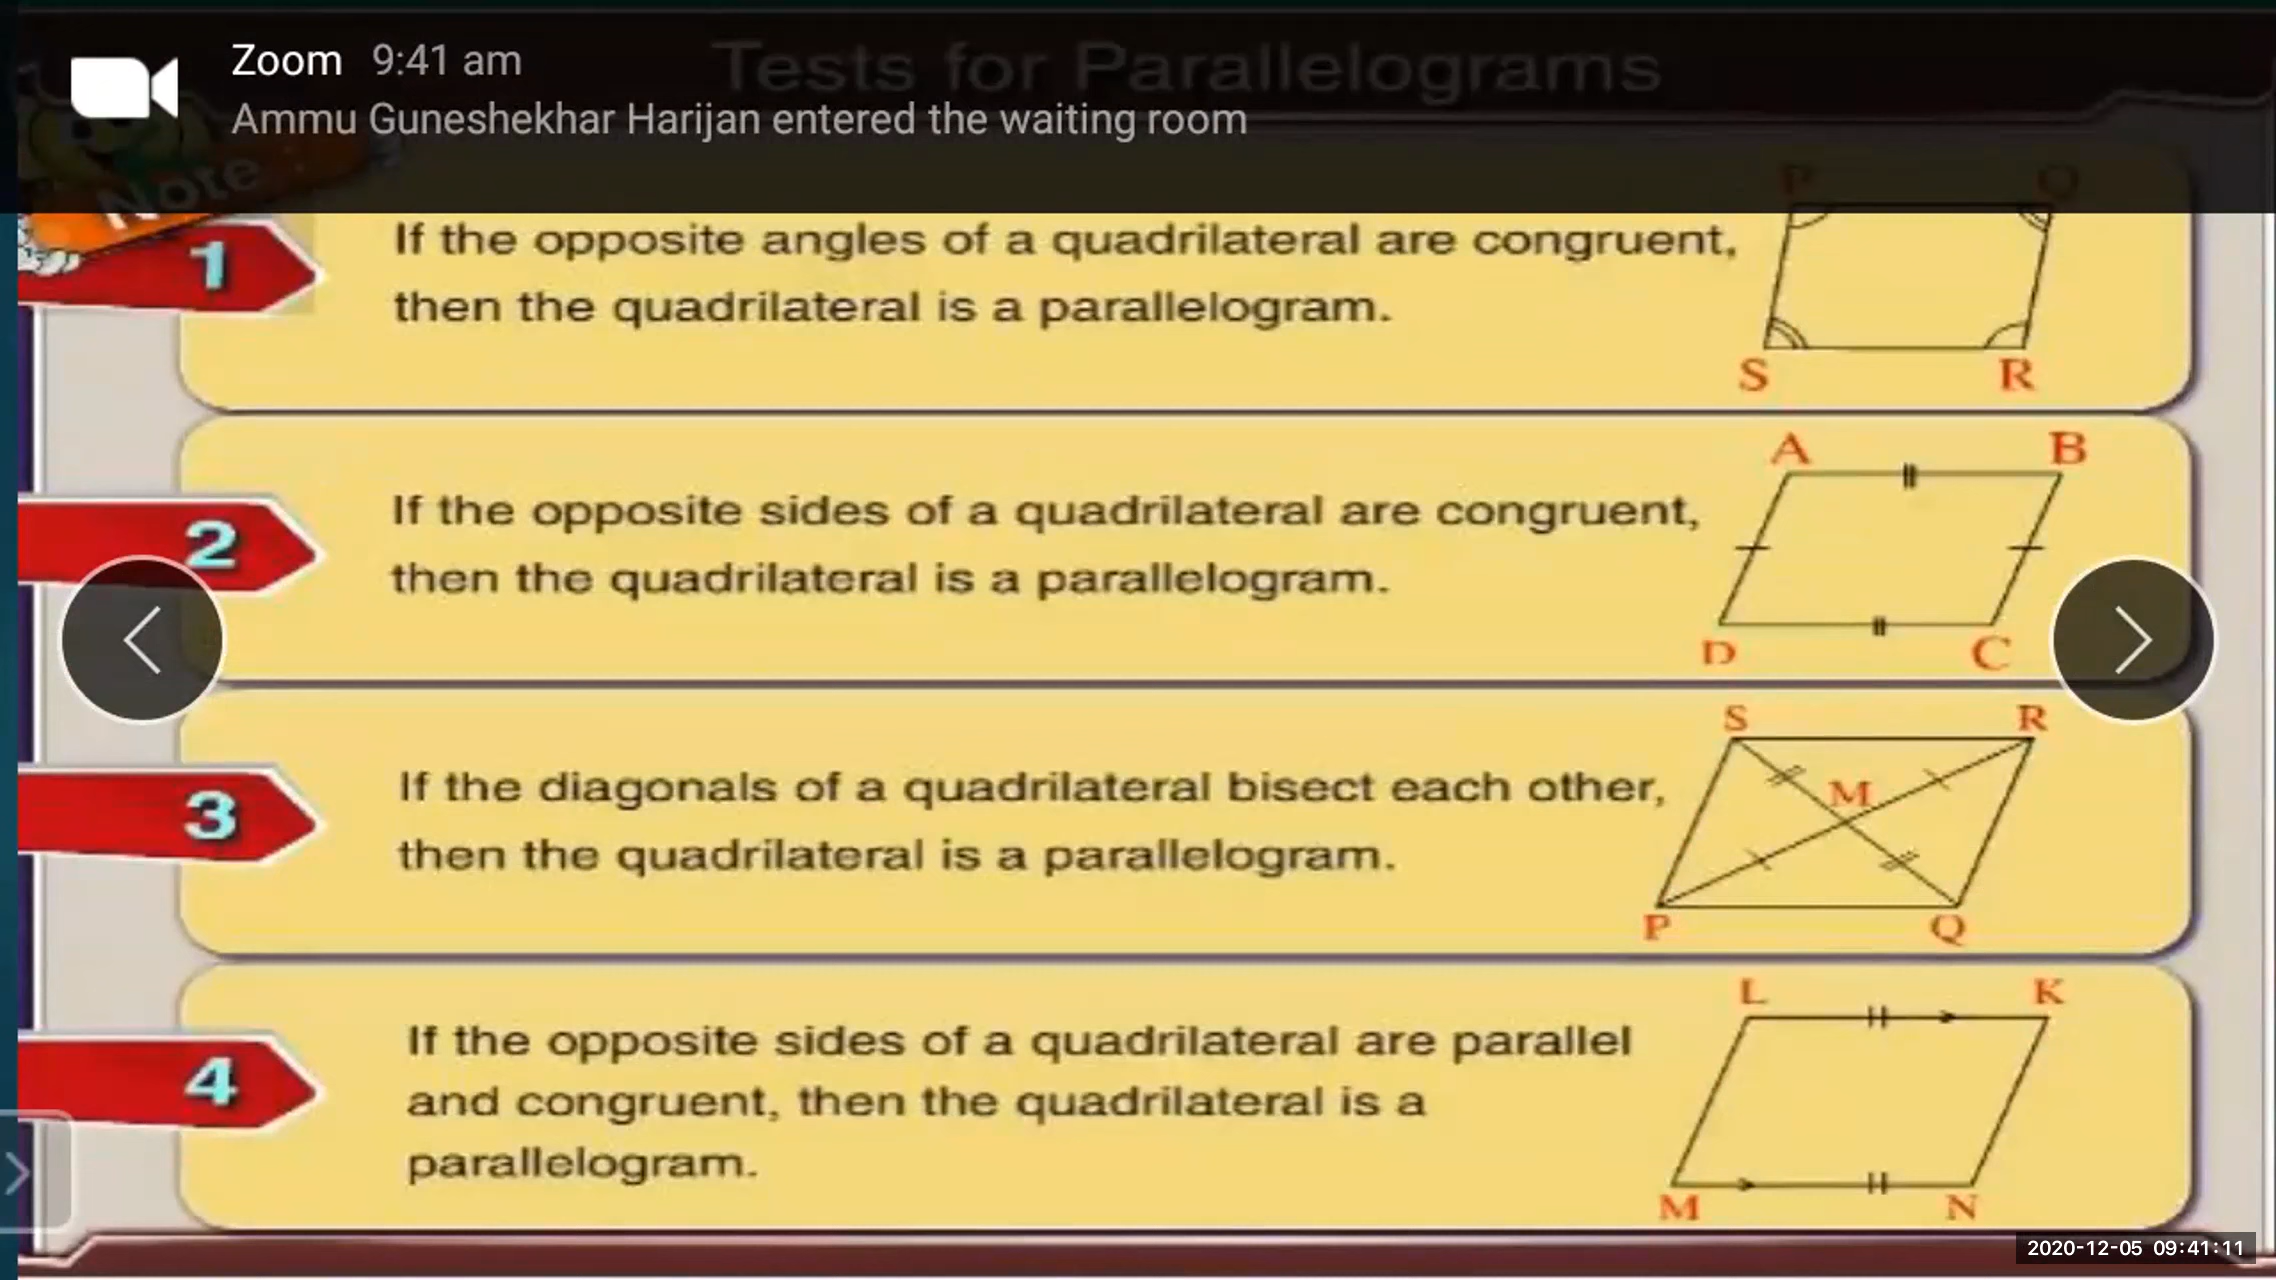 Zoom 9:41 am
Tests for Parallelograms
Ammu Guneshekhar Harijan entered the waiting room
Note
P Q
1
If the opposite angles of a quadrilateral are congruent,
then the quadrilateral is a parallelogram.
S R
A B
2
If the opposite sides of a quadrilateral are congruent,
then the quadrilateral is a parallelogram.
D C
S R
M
3
If the diagonals of a quadrilateral bisect each other,
then the quadrilateral is a parallelogram.
P Q
L K
4
If the opposite sides of a quadrilateral are parallel
and congruent, then the quadrilateral is a
parallelogram.
M N
2020-12-05 09:41:11